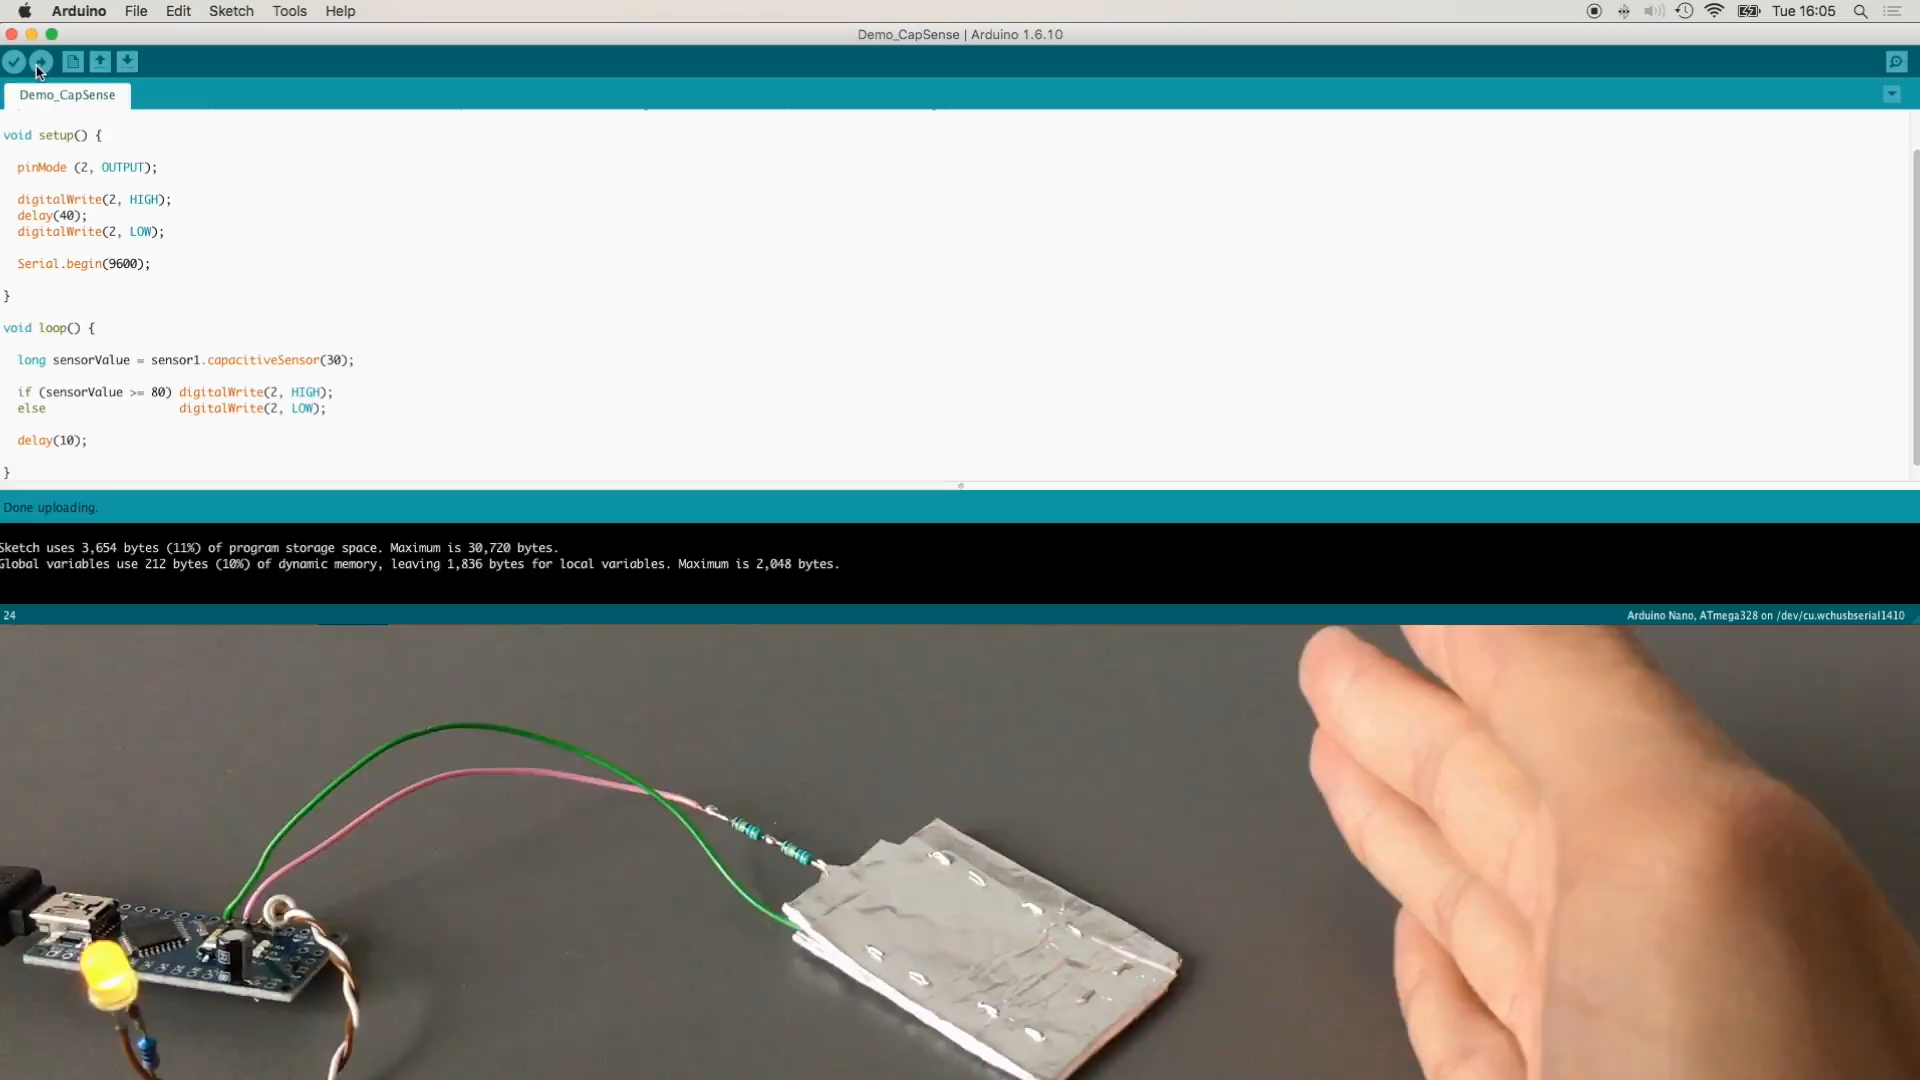 Arduino File Edit Sketch Tools Help
Tue 16:05
Demo_CapSense | Arduino 1.6.10
Demo_CapSense
void setup() {
pinMode (2, OUTPUT);
digitalWrite(2, HIGH);
delay(40);
digitalWrite(2, LOW);
Serial.begin(9600);
}
void loop() {
long sensorValue = sensor1.capacitiveSensor(30);
if (sensorValue >= 80) digitalWrite(2, HIGH);
else digitalWrite(2, LOW);
delay(10);
}
Done uploading.
Sketch uses 3,654 bytes (11%) of program storage space. Maximum is 30,720 bytes.
Global variables use 212 bytes (10%) of dynamic memory, leaving 1,836 bytes for local variables. Maximum is 2,048 bytes.
24
Arduino Nano, ATmega328 on /dev/cu.wchusbserial1410